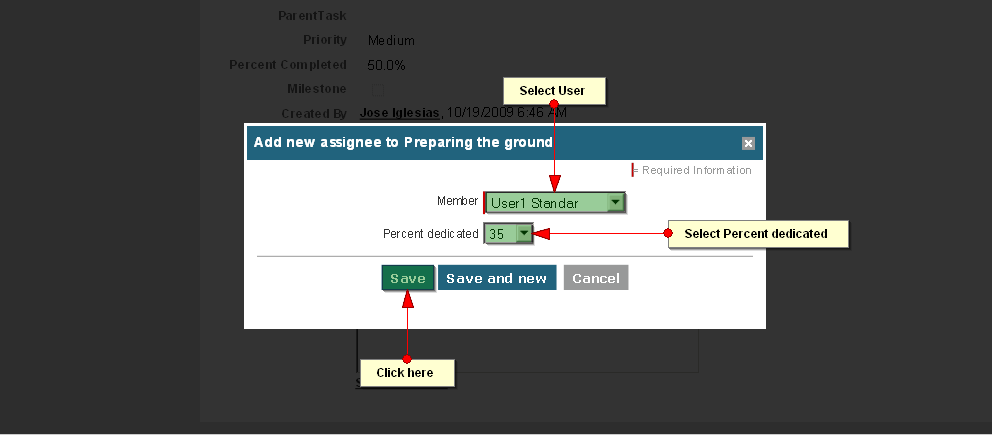 ParentTask
Priority Medium
Percent Completed 50.0%
Milestone
Select User
Created By Jose Iglesias, 10/19/2009 6:46 AM
Add new assignee to Preparing the ground
= Required Information
Member User1 Standar
Percent dedicated 35
Select Percent dedicated
Save Save and new Cancel
Click here